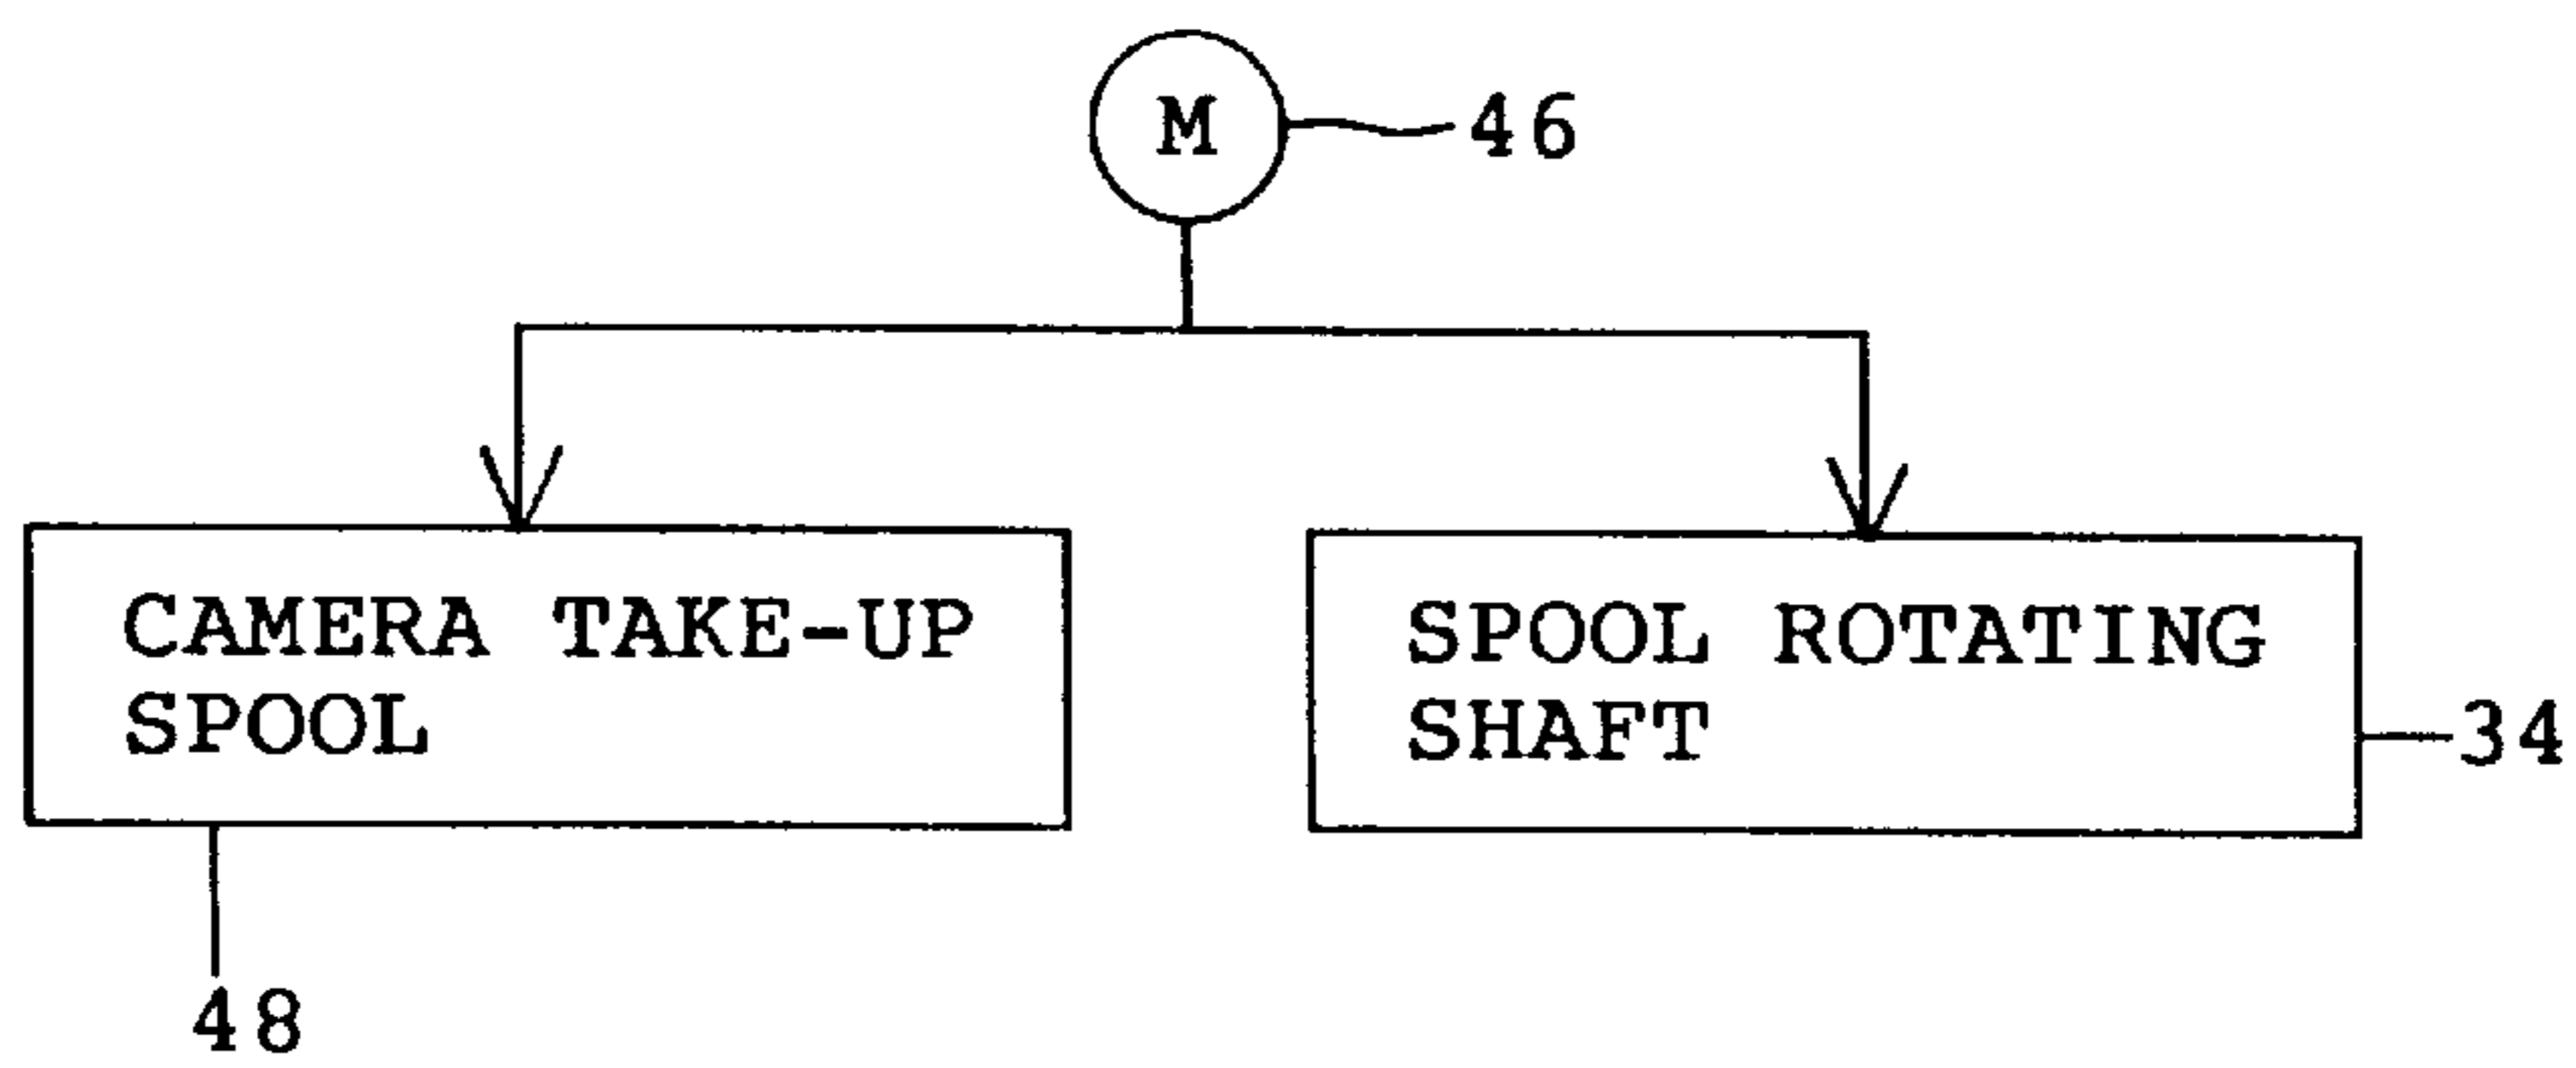 M
46
CAMERA TAKE-UP
SPOOL
SPOOL ROTATING
SHAFT
34
48